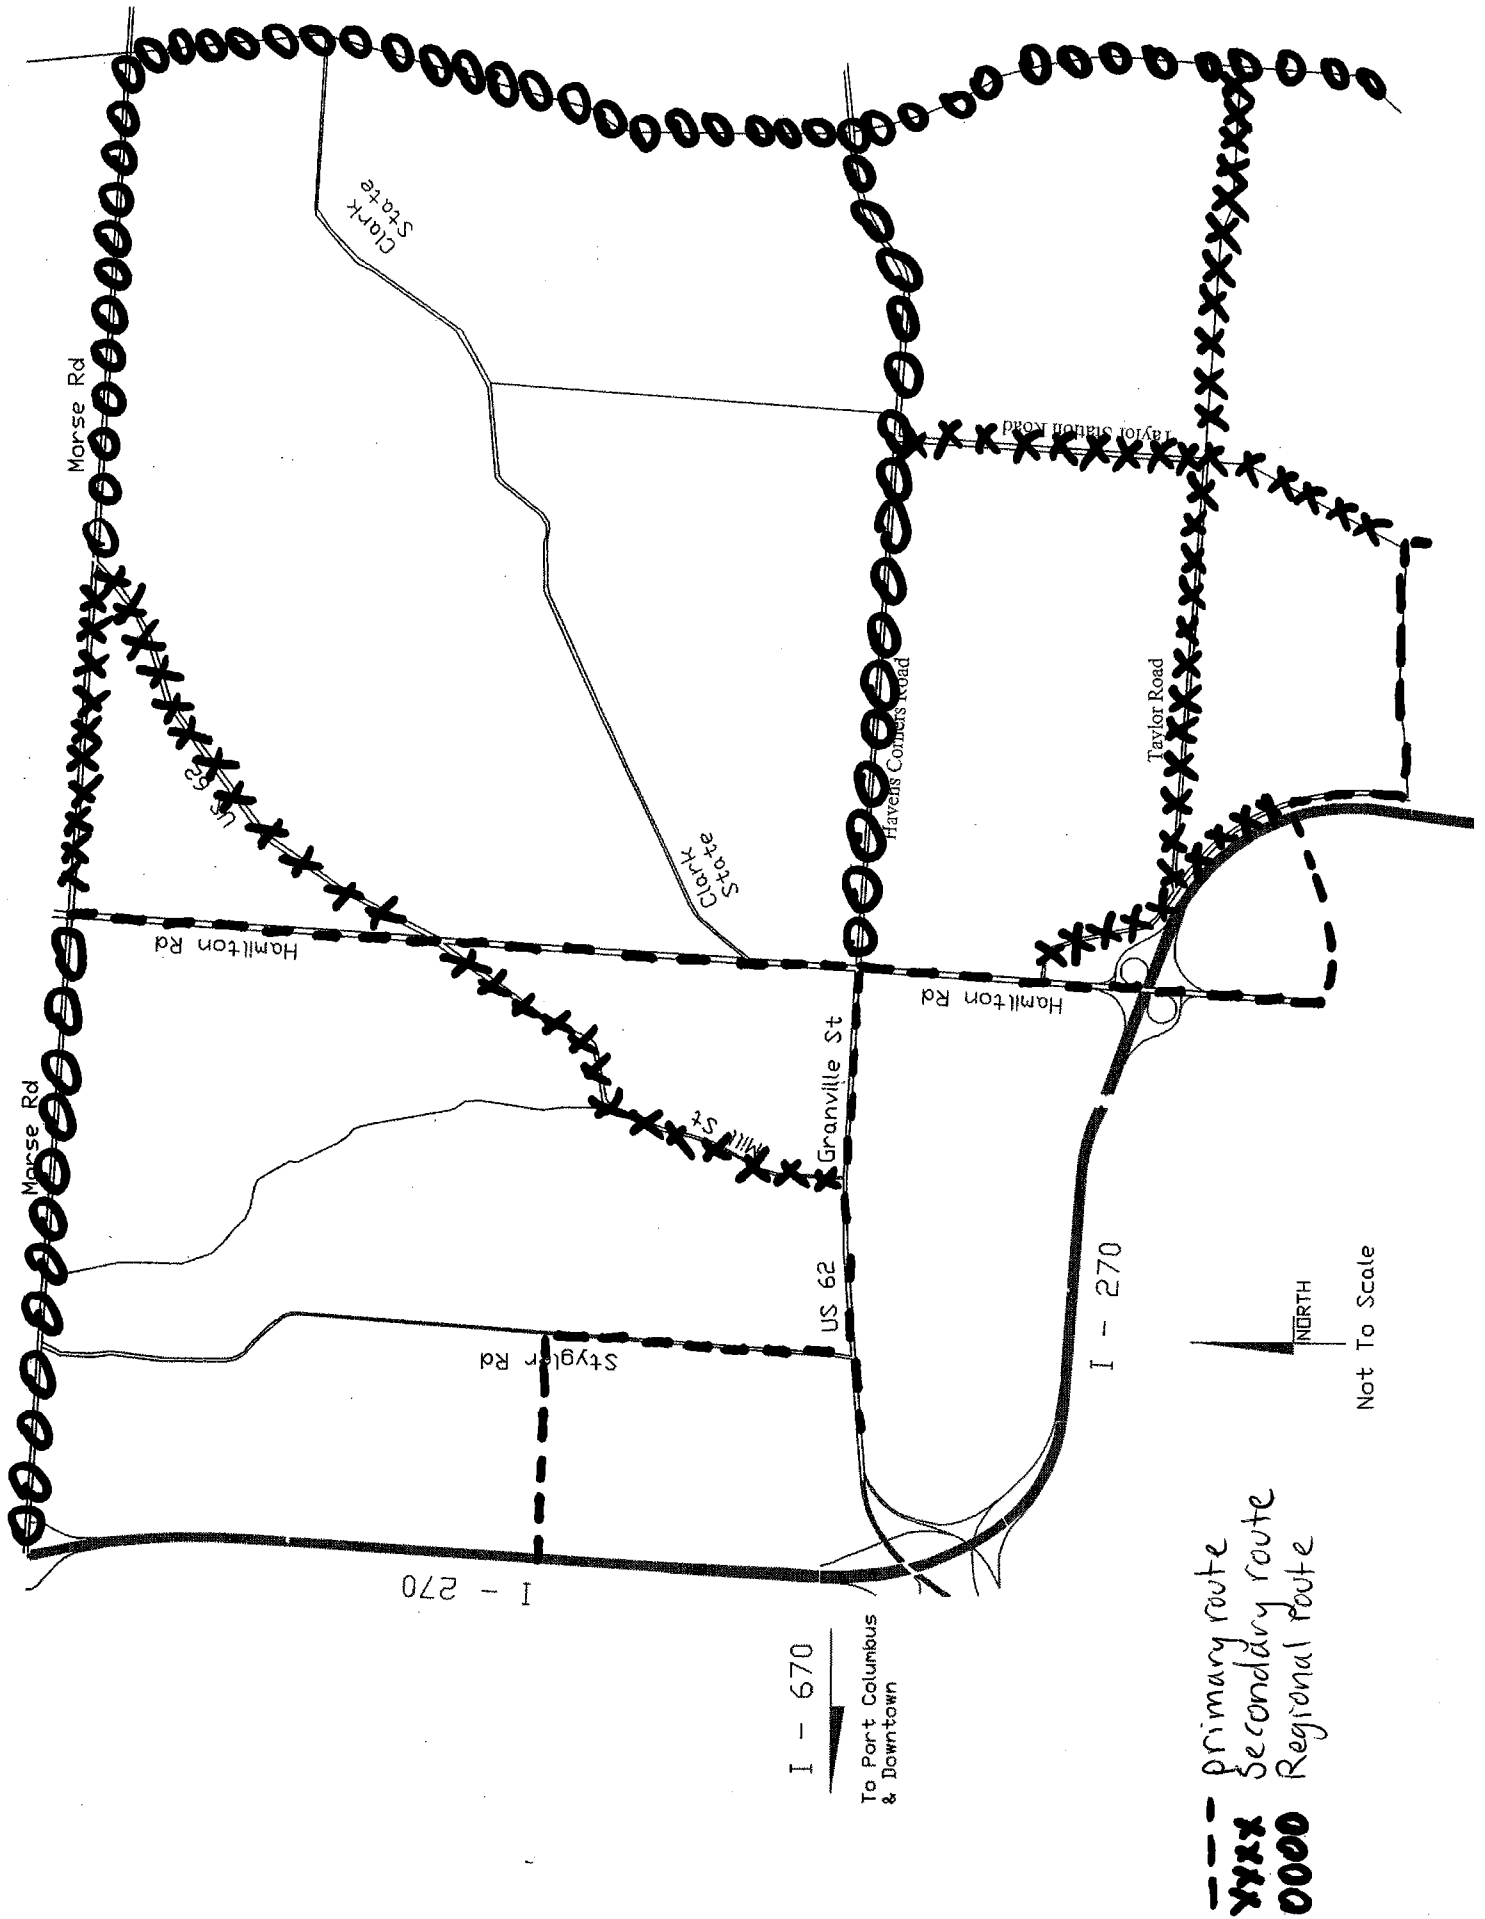 Morse Rd
Clark
State
US 62
Taylor Station Road
Havens Corners Road
Taylor Road
Clark
State
Hamilton Rd
Hamilton Rd
Morse Rd
Mill St
Granville St
US 62
Stygler Rd
I - 270
I - 270
NORTH
Not To Scale
I - 670
To Port Columbus
& Downtown
--- primary route
xxxx Secondary route
0000 Regional Route